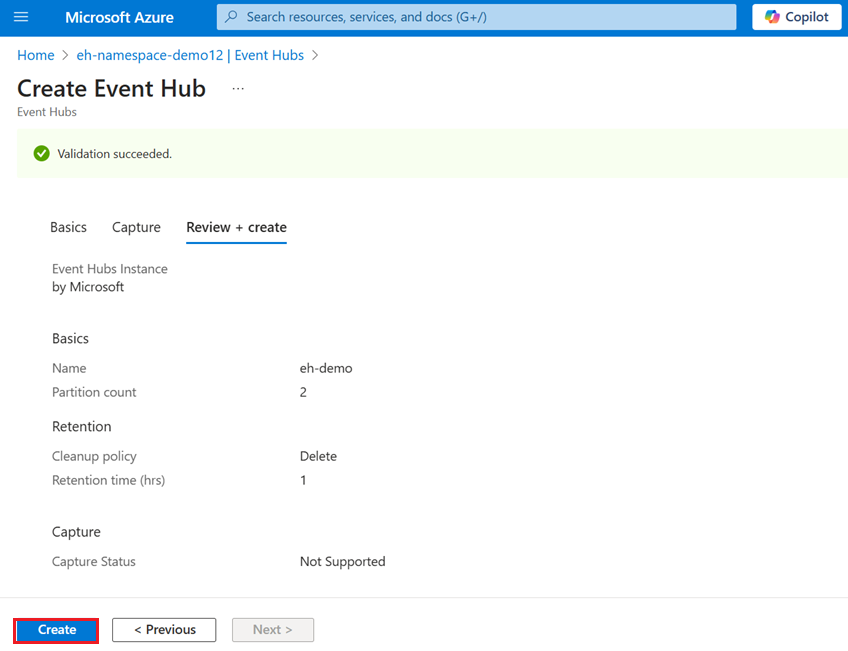 Microsoft Azure
Search resources, services, and docs (G+/)
Copilot
Home > eh-namespace-demo12 | Event Hubs >
Create Event Hub ...
Event Hubs
Validation succeeded.
Basics Capture Review + create
Event Hubs Instance
by Microsoft
Basics
Name eh-demo
Partition count 2
Retention
Cleanup policy Delete
Retention time (hrs) 1
Capture
Capture Status Not Supported
Create < Previous Next >